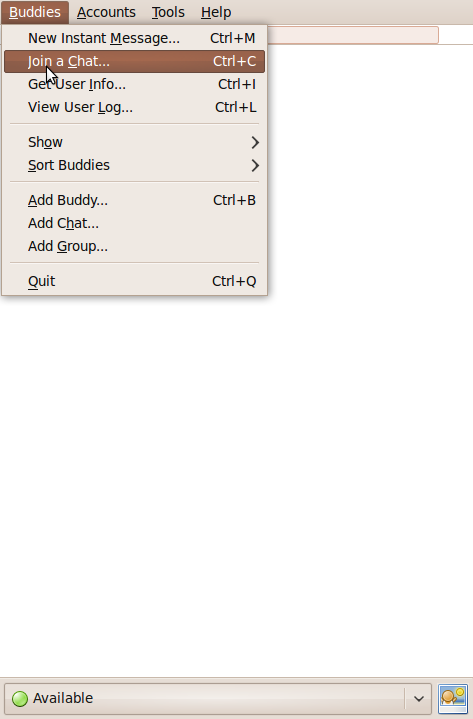 Buddies Accounts Tools Help
New Instant Message... Ctrl+M
Join a Chat... Ctrl+C
Get User Info... Ctrl+I
View User Log... Ctrl+L
Show
Sort Buddies
Add Buddy... Ctrl+B
Add Chat...
Add Group...
Quit Ctrl+Q
Available